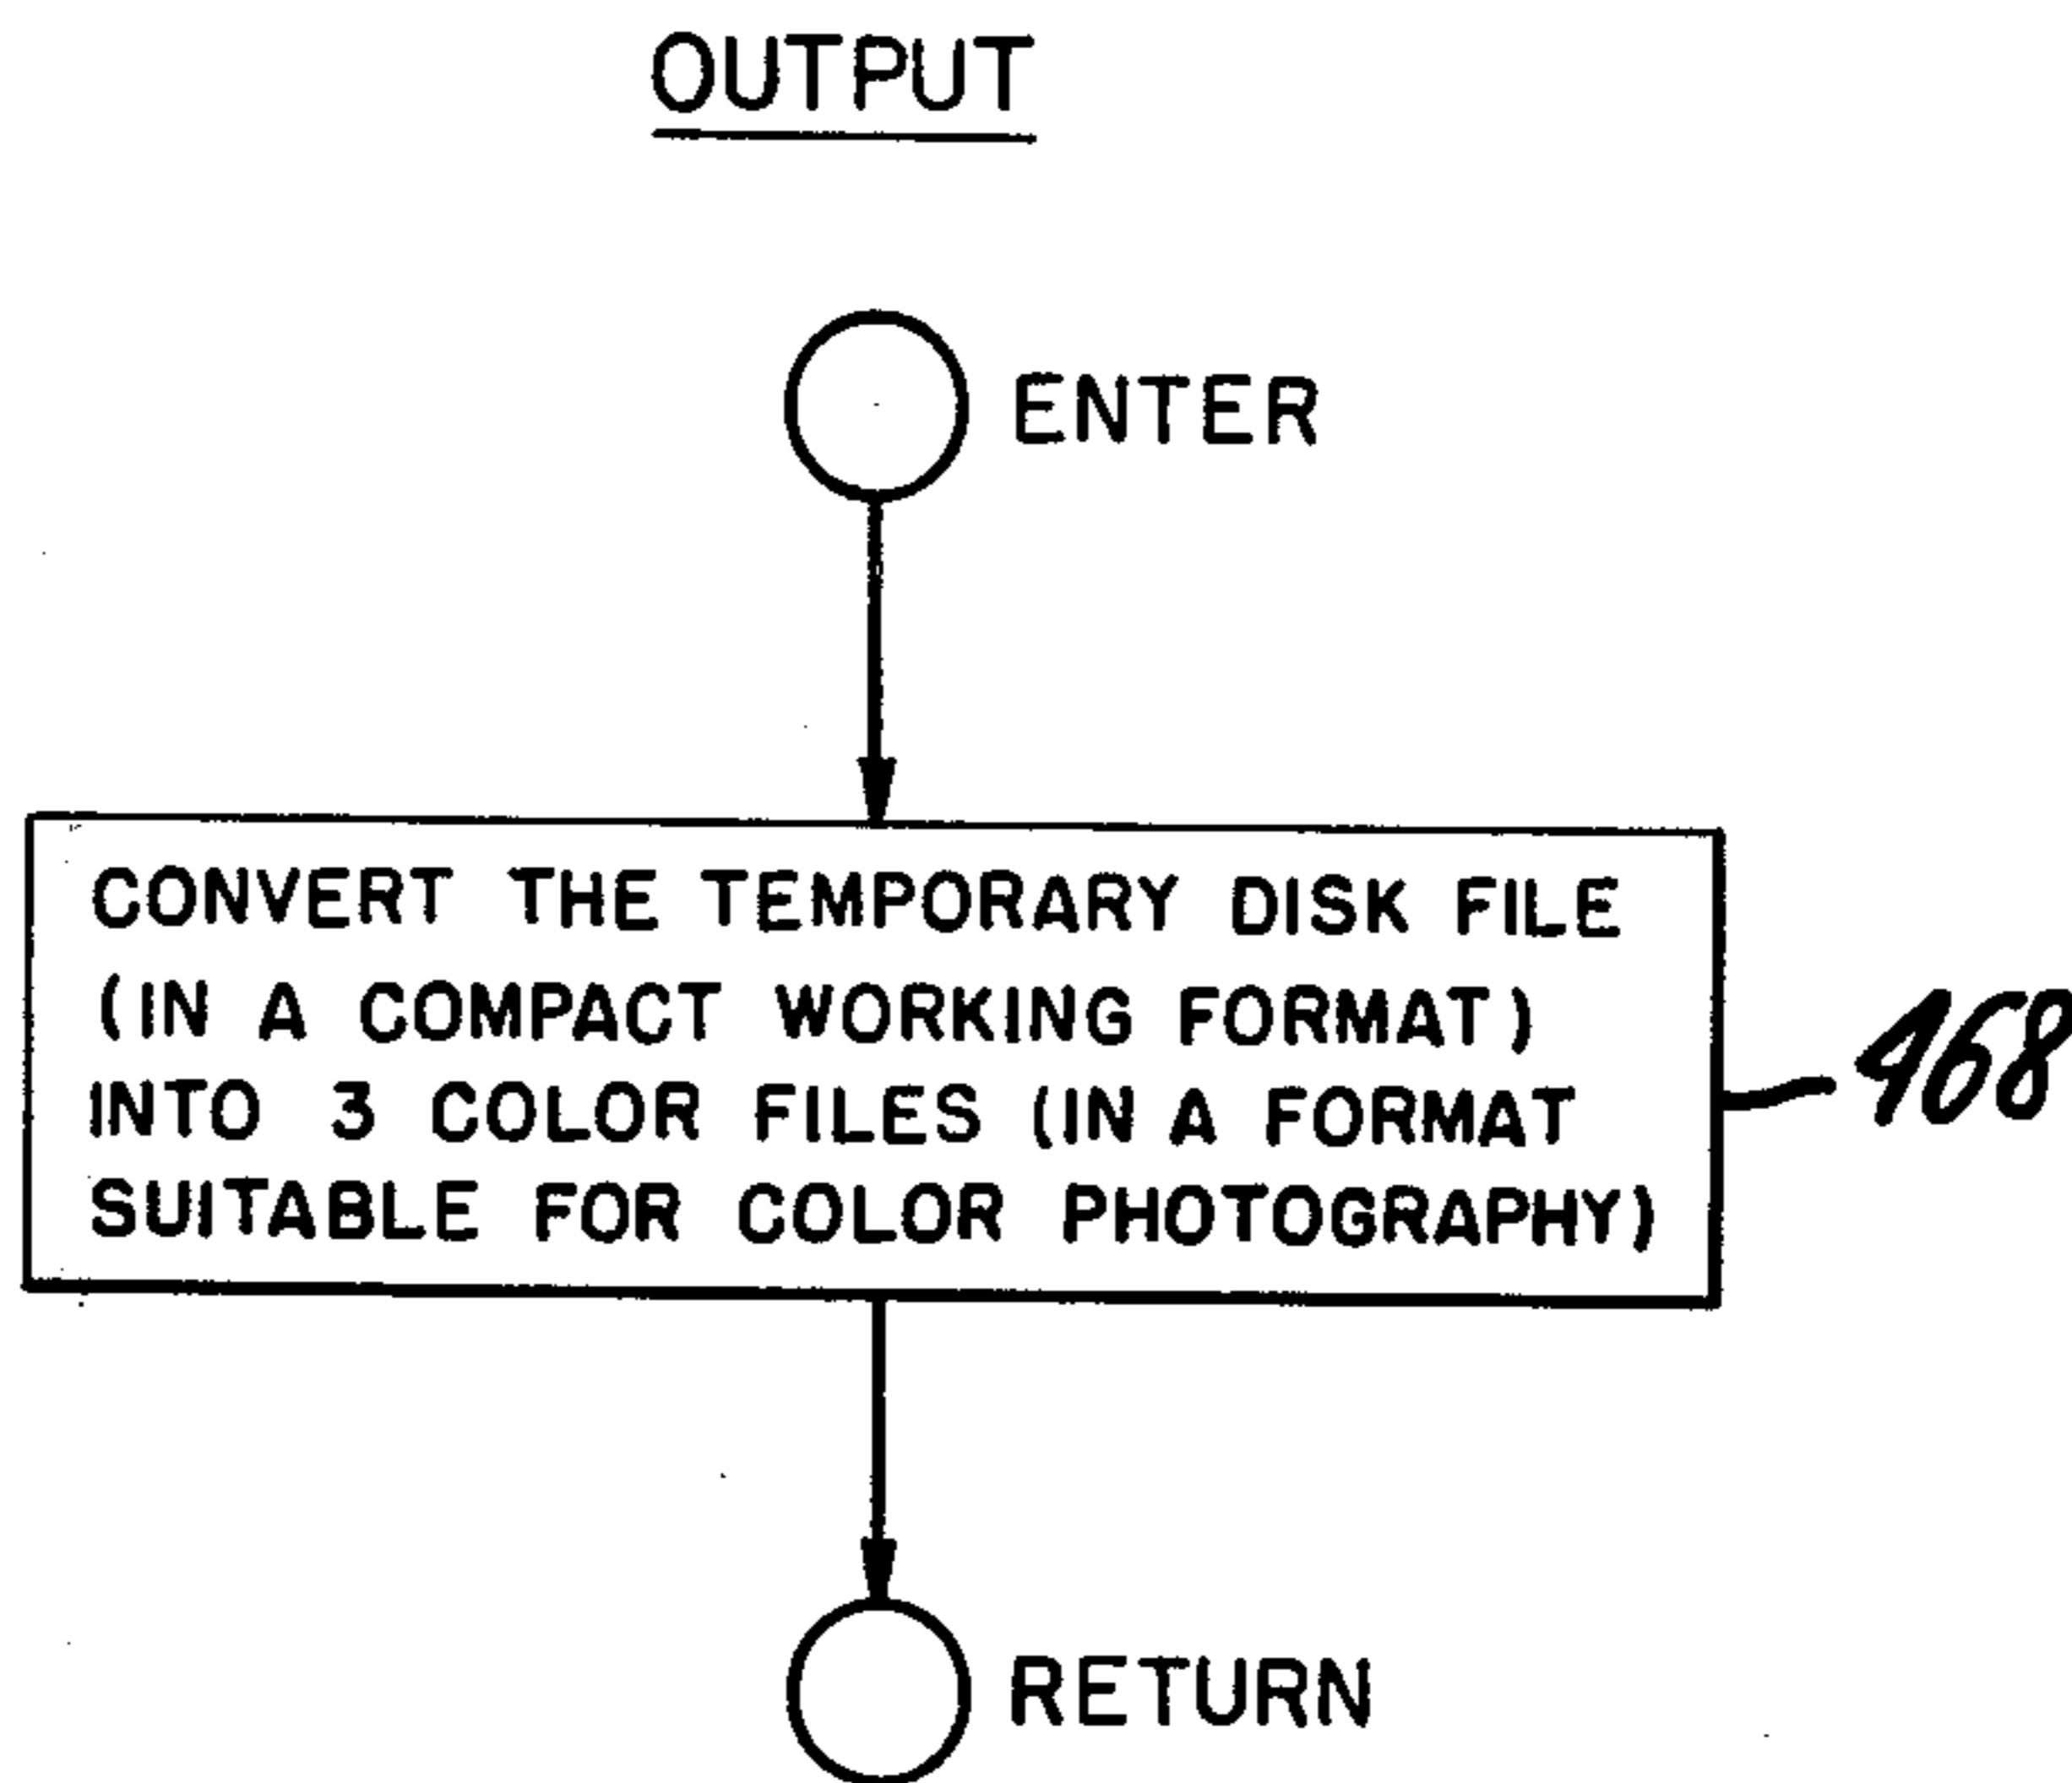 OUTPUT
ENTER
CONVERT THE TEMPORARY DISK FILE
(IN A COMPACT WORKING FORMAT)
INTO 3 COLOR FILES (IN A FORMAT
SUITABLE FOR COLOR PHOTOGRAPHY)
468
RETURN